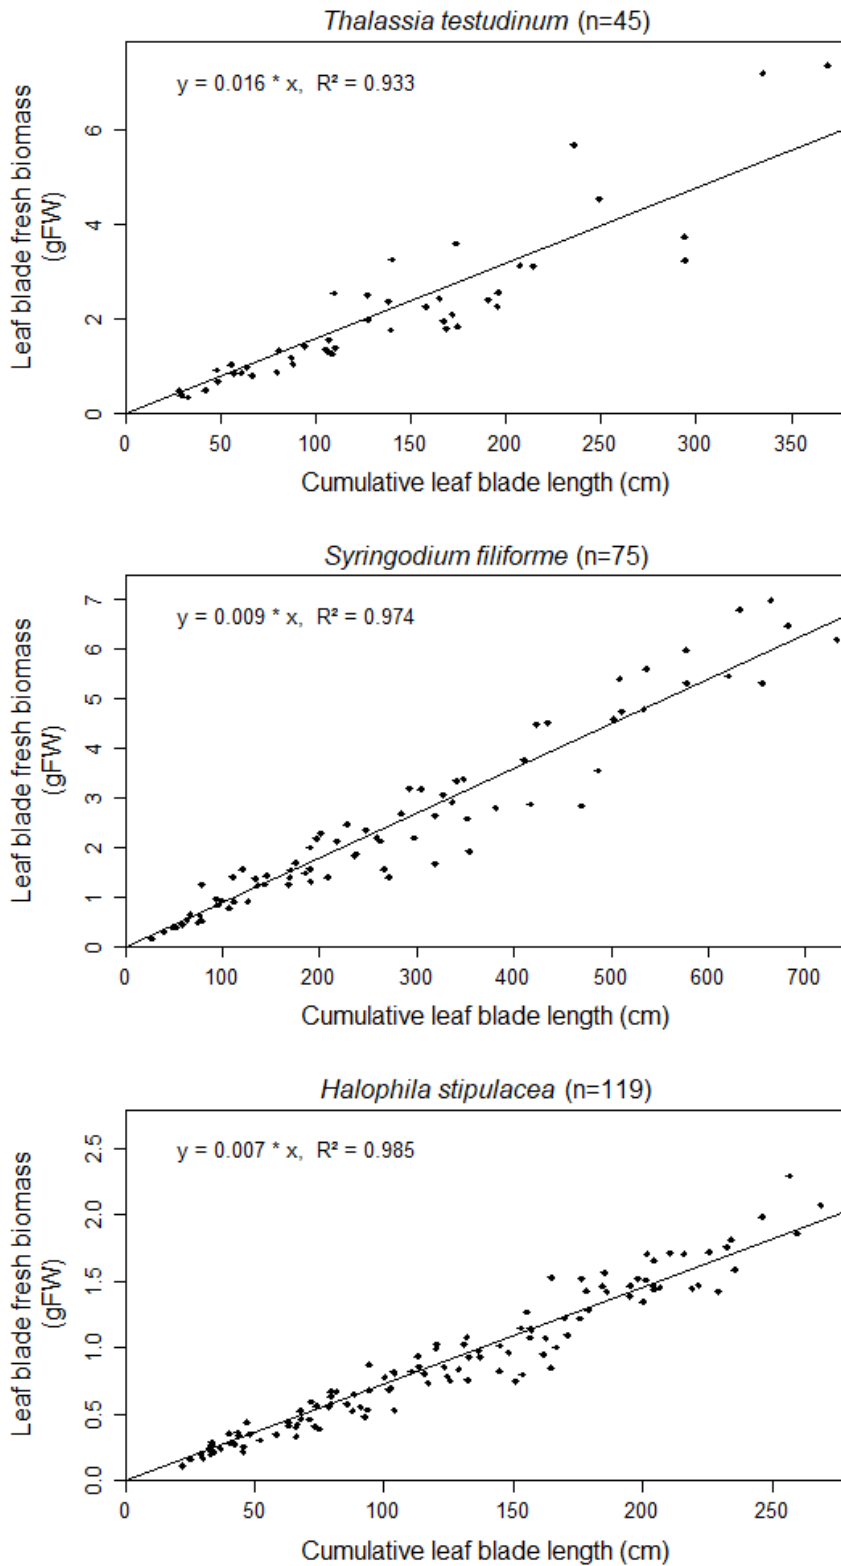 Thalassia testudinum (n=45)
y = 0.016 * x, R² = 0.933
Leaf blade fresh biomass
(gFW)
6
4
2
0
0 50 100 150 200 250 300 350
Cumulative leaf blade length (cm)
Syringodium filiforme (n=75)
y = 0.009 * x, R² = 0.974
Leaf blade fresh biomass
(gFW)
7
6
5
4
3
2
1
0
0 100 200 300 400 500 600 700
Cumulative leaf blade length (cm)
Halophila stipulacea (n=119)
y = 0.007 * x, R² = 0.985
Leaf blade fresh biomass
(gFW)
2.5
2.0
1.5
1.0
0.5
0.0
0 50 100 150 200 250
Cumulative leaf blade length (cm)